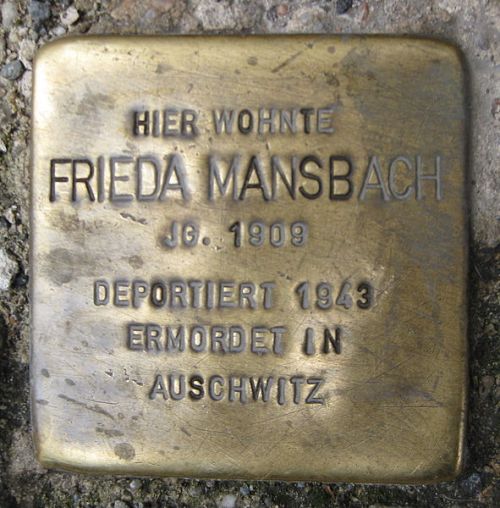 HIER WOHNTE
FRIEDA MANSBACH
JG. 1909
DEPORTIERT 1943
ERMORDET IN
AUSCHWITZ